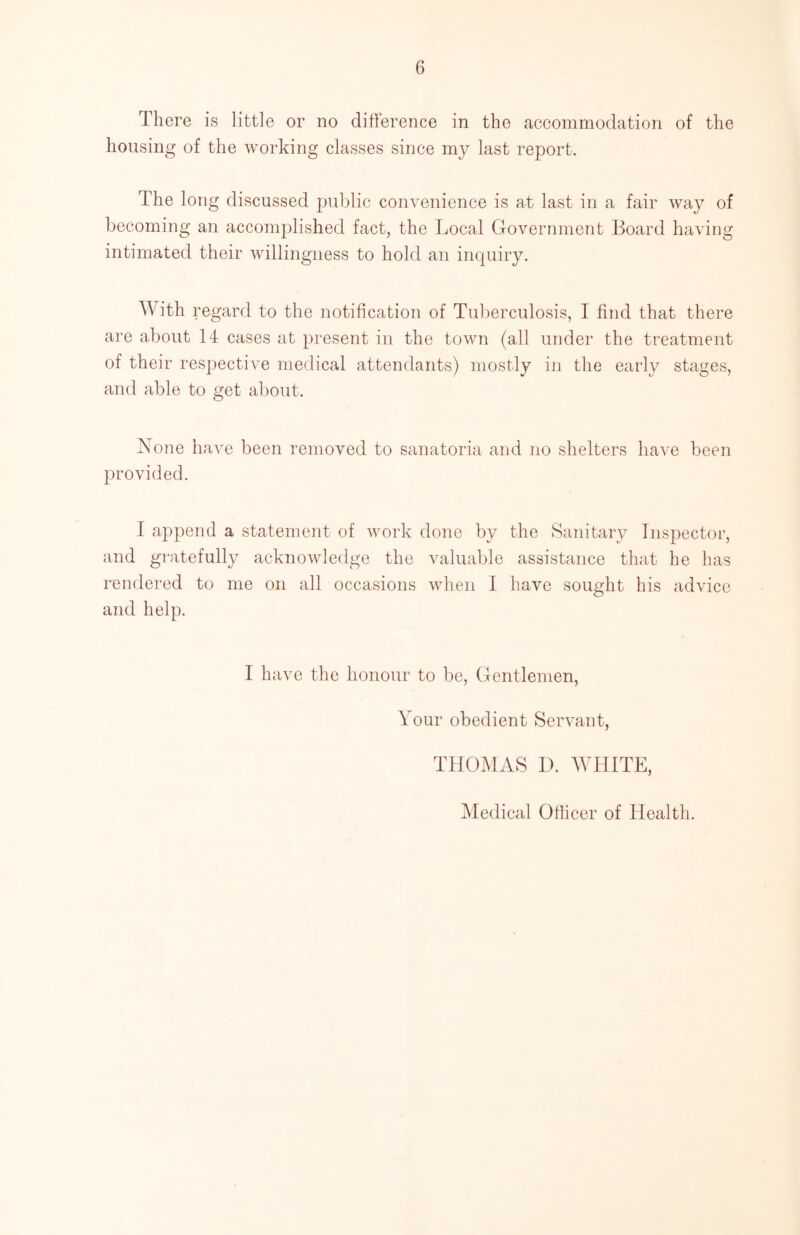 6
There is little or no difference in the accommodation of the
housing of the working classes since my last report.
The long discussed public convenience is at last in a fair way of
becoming an accomplished fact, the Local Government Board having
intimated their willingness to hold an inquiry.
With regard to the notification of Tuberculosis, I find that there
are about 14 cases at present in the town (all under the treatment
of their respective medical attendants) mostly in the early stages,
and able to get about.
None have been removed to sanatoria and no shelters have been
provided.
I append a statement of work done by the Sanitary Inspector,
and gratefully acknowledge the valuable assistance that he has
rendered to me on all occasions when I have sought his advice
and help.
I have the honour to be, Gentlemen,
Your obedient Servant,
THOMAS D. WHITE,
Medical Officer of Health.